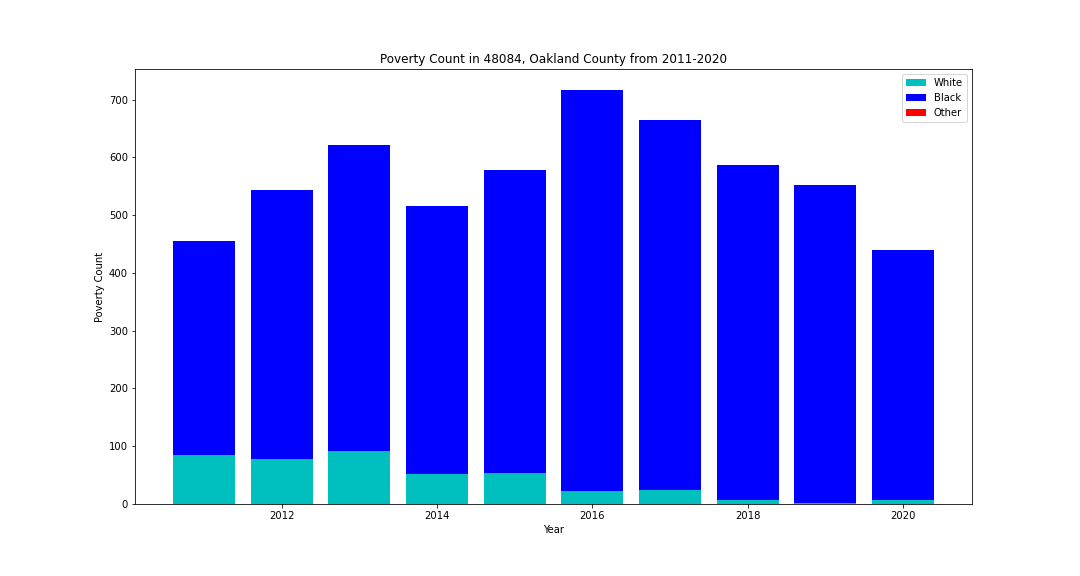 Poverty Count in 48084, Oakland County from 2011-2020
White
Black
Other
700
600
500
400
300
200
100
0
Poverty Count
2012 2014 2016 2018 2020
Year